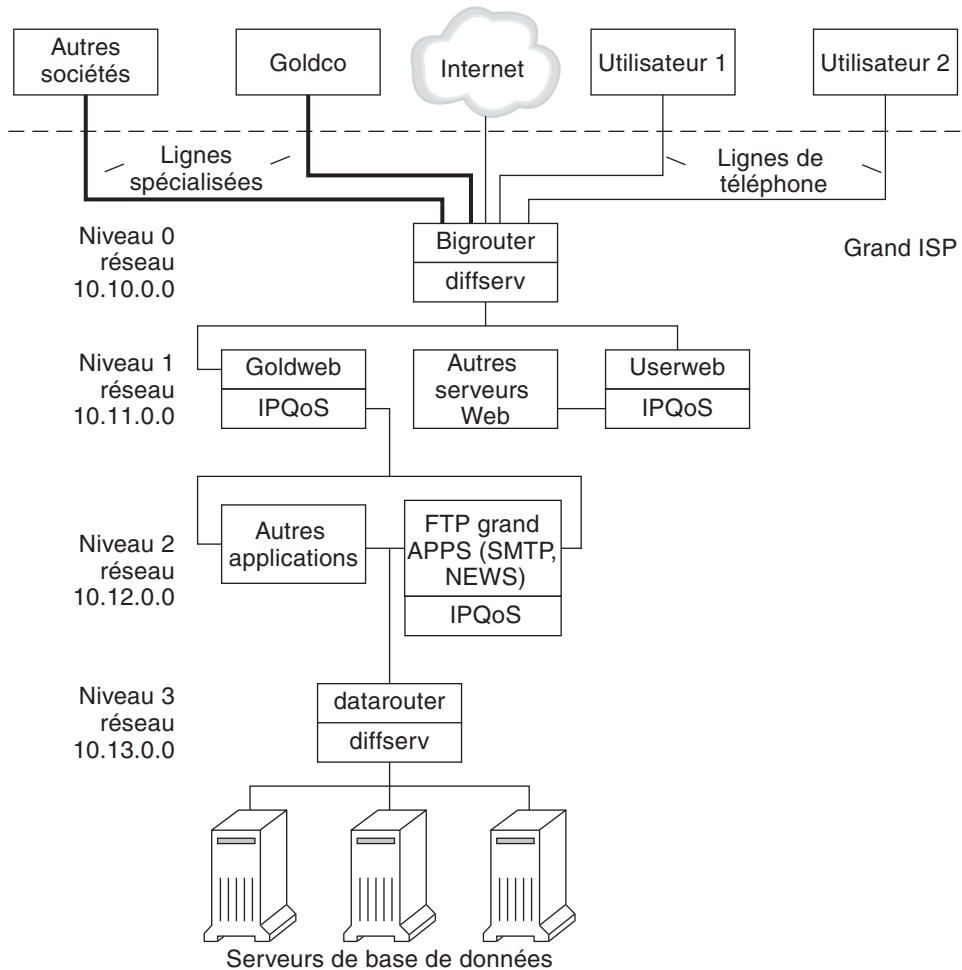 Autres
sociétés
Goldco
Internet
Utilisateur 1
Utilisateur 2
Lignes
spécialisées
Lignes de
téléphone
Niveau 0
réseau
10.10.0.0
Bigrouter
diffserv
Grand ISP
Niveau 1
réseau
10.11.0.0
Goldweb
IPQoS
Autres
serveurs
Web
Userweb
IPQoS
Niveau 2
réseau
10.12.0.0
Autres
applications
FTP grand
APPS (SMTP,
NEWS)
IPQoS
Niveau 3
réseau
10.13.0.0
datarouter
diffserv
Serveurs de base de données